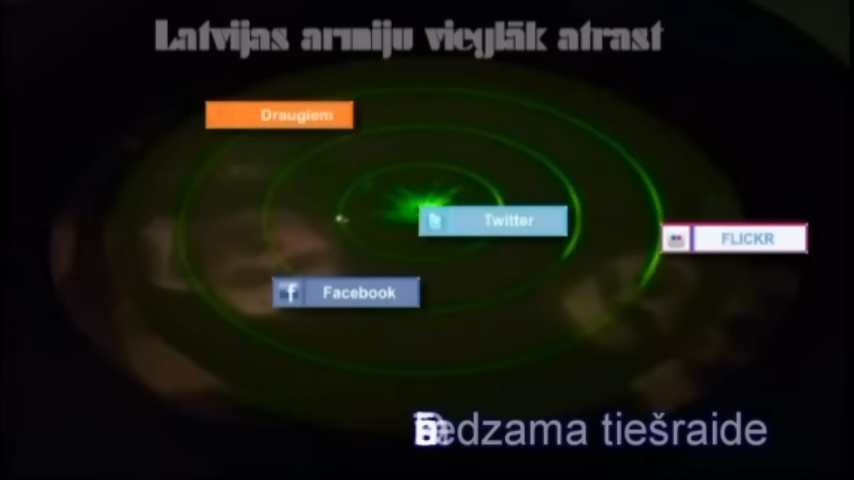 Latvijas armiju vieglāk atrast
Draugiem
Twitter
FLICKR
Facebook
tiešraide